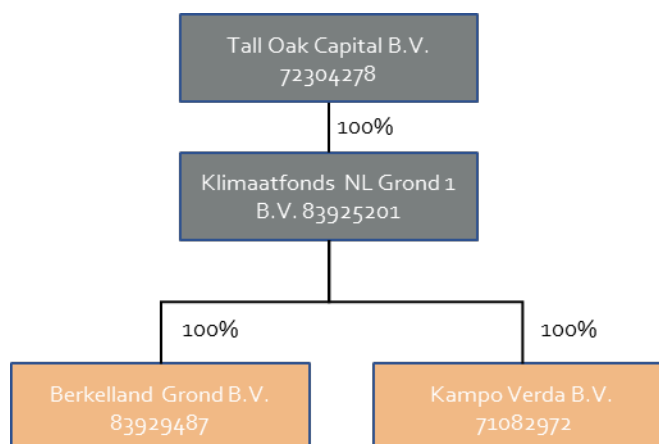 Tall Oak Capital B.V.
72304278
100%
Klimaatfonds NL Grond 1
B.V. 83925201
100%
100%
Berkelland Grond B.V.
83929487
Kampo Verda B.V.
71082972